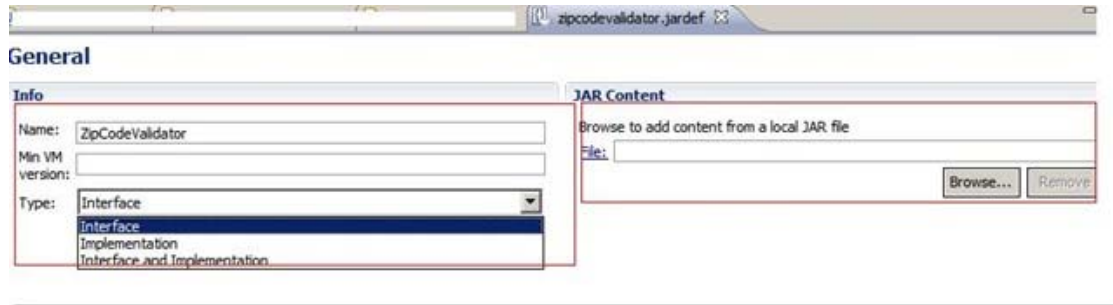 zipcodevalidator.jardef
General
Info
Name: ZipCodeValidator
Min VM
version:
Type: Interface
Interface
Implementation
Interface and Implementation
JAR Content
Browse to add content from a local JAR file
File:
Browse...
Remove